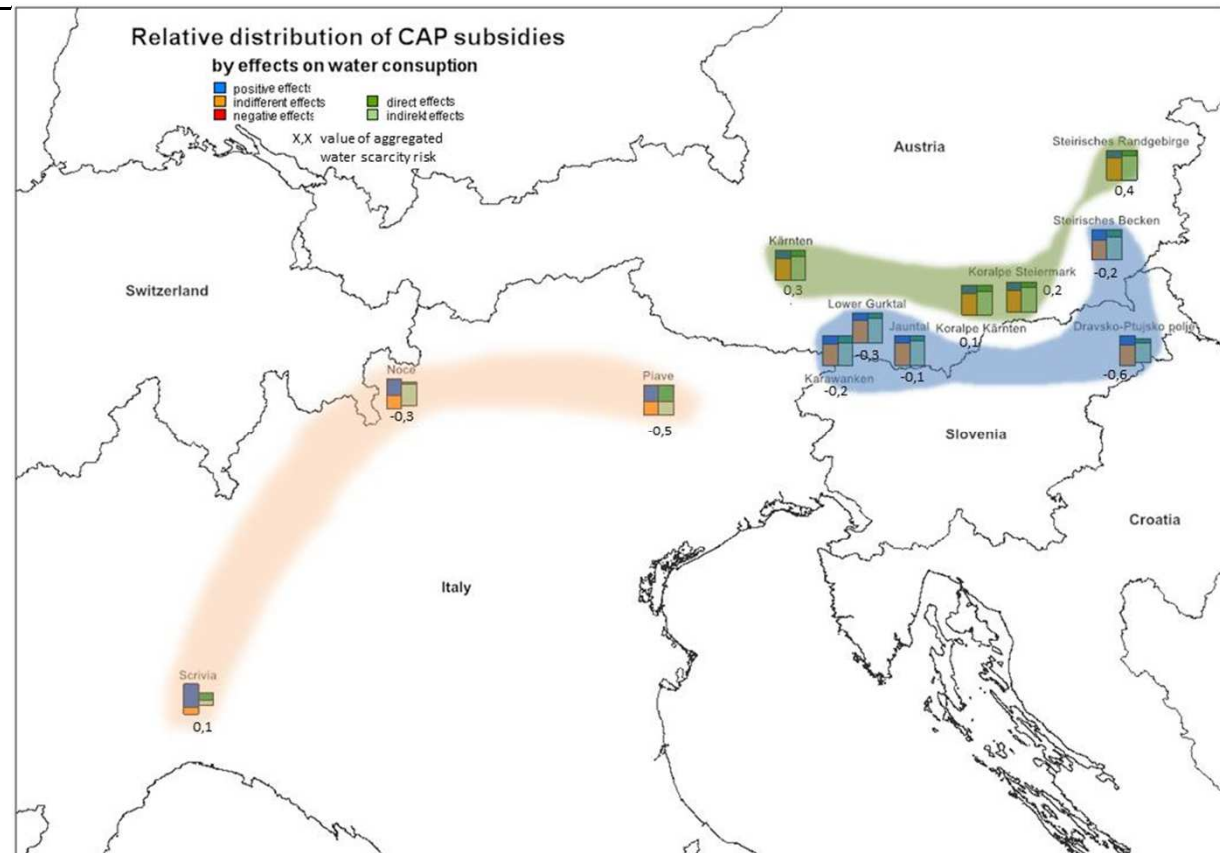 Relative distribution of CAP subsidies
by effects on water consuption
positive effects
indifferent effects
negative effects
direct effects
indirekt effects
X,X value of aggregated
water scarcity risk
Austria
Steirisches Randgebirge
0,4
Steirisches Becken
-0,2
Kärnten
0,3
Koralpe Steiermark
0,2
Switzerland
Lower Gurktal
-0,3
Jauntal
-0,1
Koralpe Kärnten
0,1
Dravsko-Ptujsko polje
-0,6
Karawanken
-0,2
Noce
-0,3
Piave
-0,5
Slovenia
Croatia
Italy
Scrivia
0,1